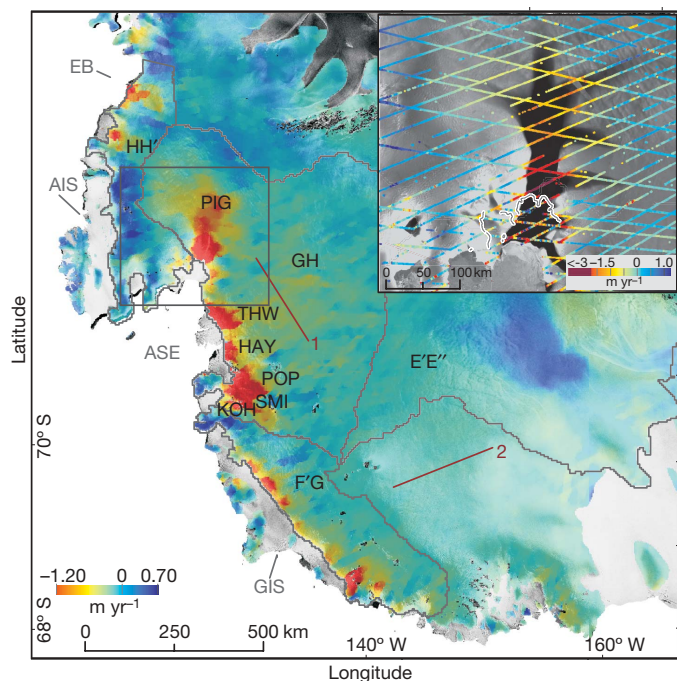 EB
HH'
AIS
PIG
GH
THW
1
ASE
HAY
E'E''
POP
SMI
KOH
2
F'G
GIS
0 50 100 km
<-3 -1.5 0 1.0
m yr⁻¹
-1.20 0 0.70
m yr⁻¹
0 250 500 km
Latitude
70° S
68° S
140° W
160° W
Longitude